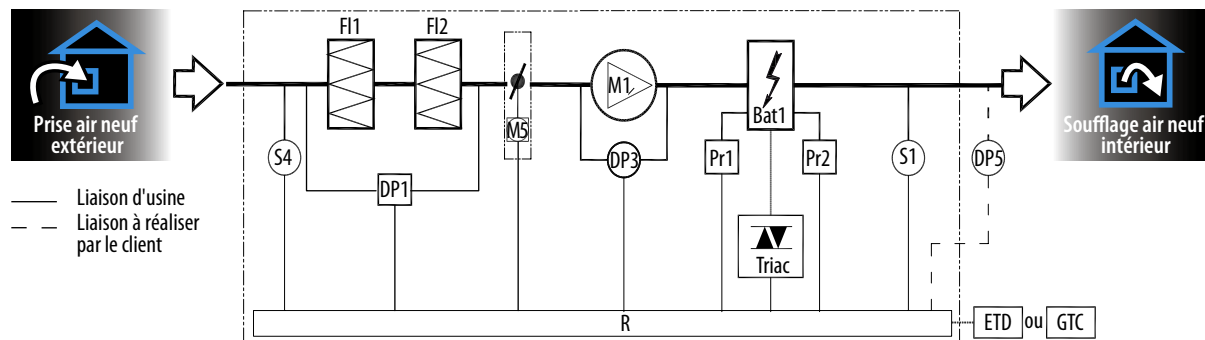 FI1
FI2
M1
M5
Bat1
Prise air neuf
extérieur
Soufflage air neuf
intérieur
S4
DP1
DP3
Pr1
Pr2
S1
DP5
Liaison d'usine
Liaison à réaliser
par le client
Triac
R
ETD
ou
GTC